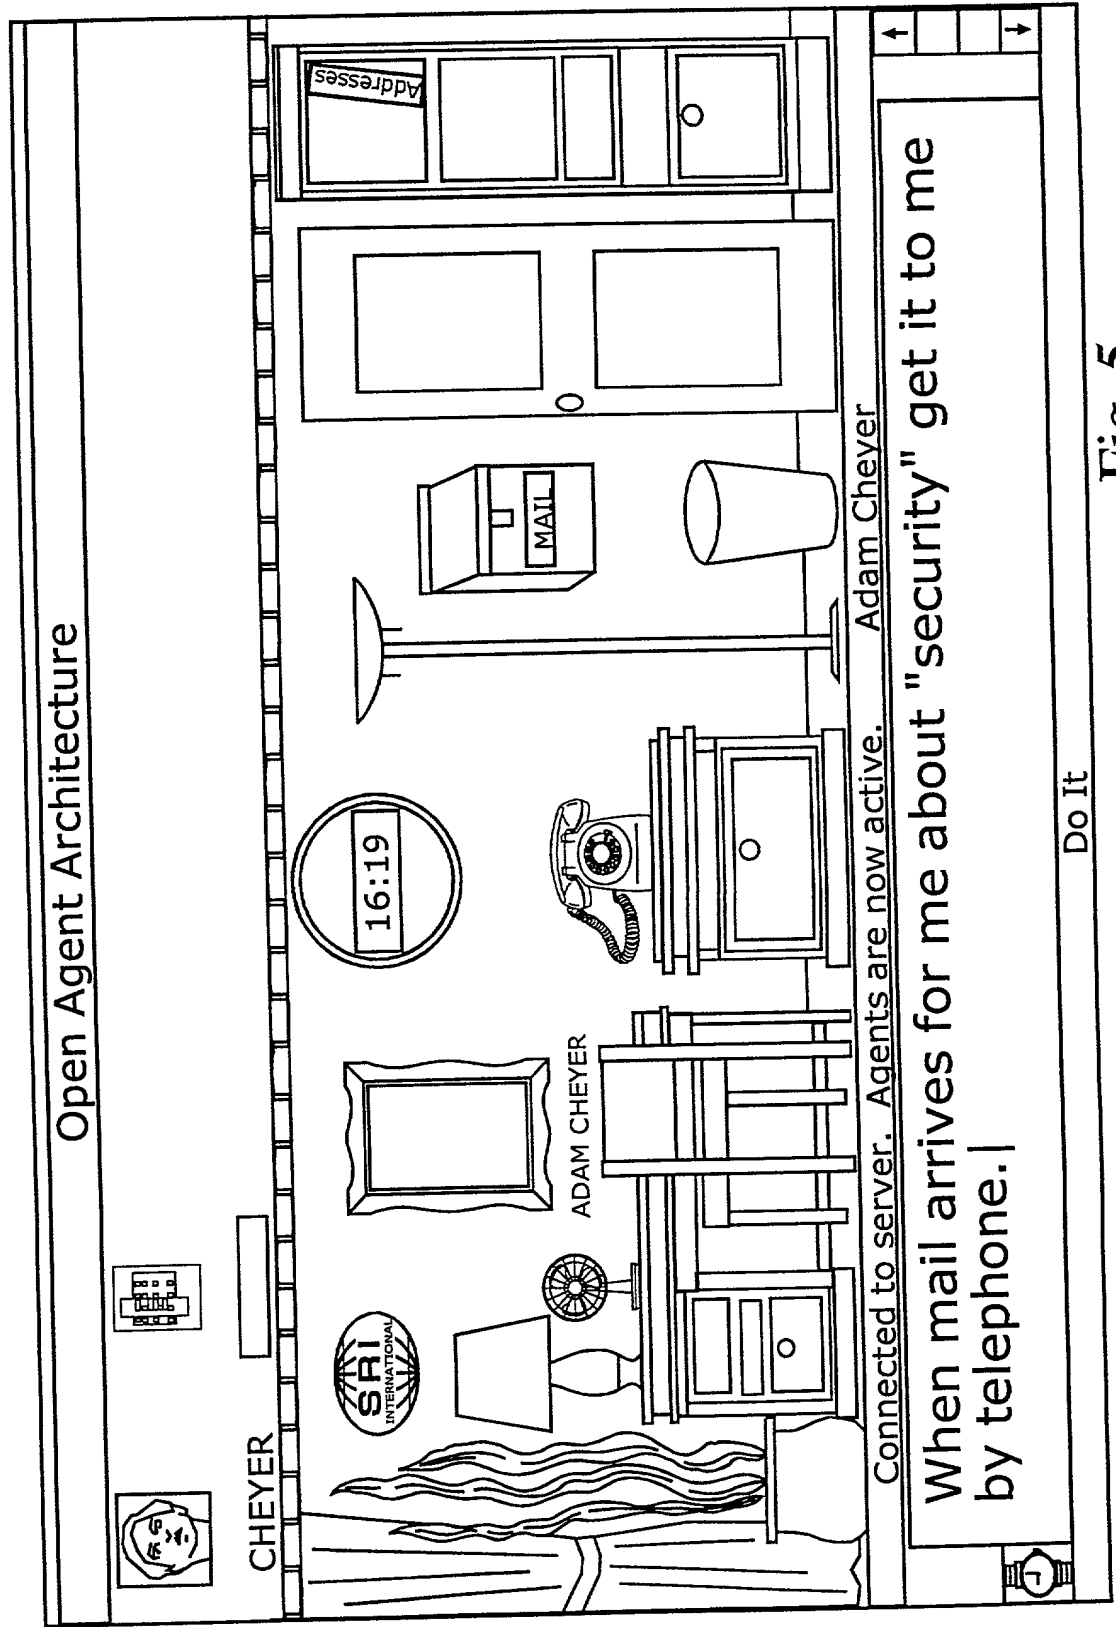 Open Agent Architecture
CHEYER
SRI
INTERNATIONAL
ADAM CHEYER
16:19
MAIL
Addresses
Connected to server. Agents are now active. Adam Cheyer
When mail arrives for me about "security" get it to me
by telephone.
Do It
Fig. 5